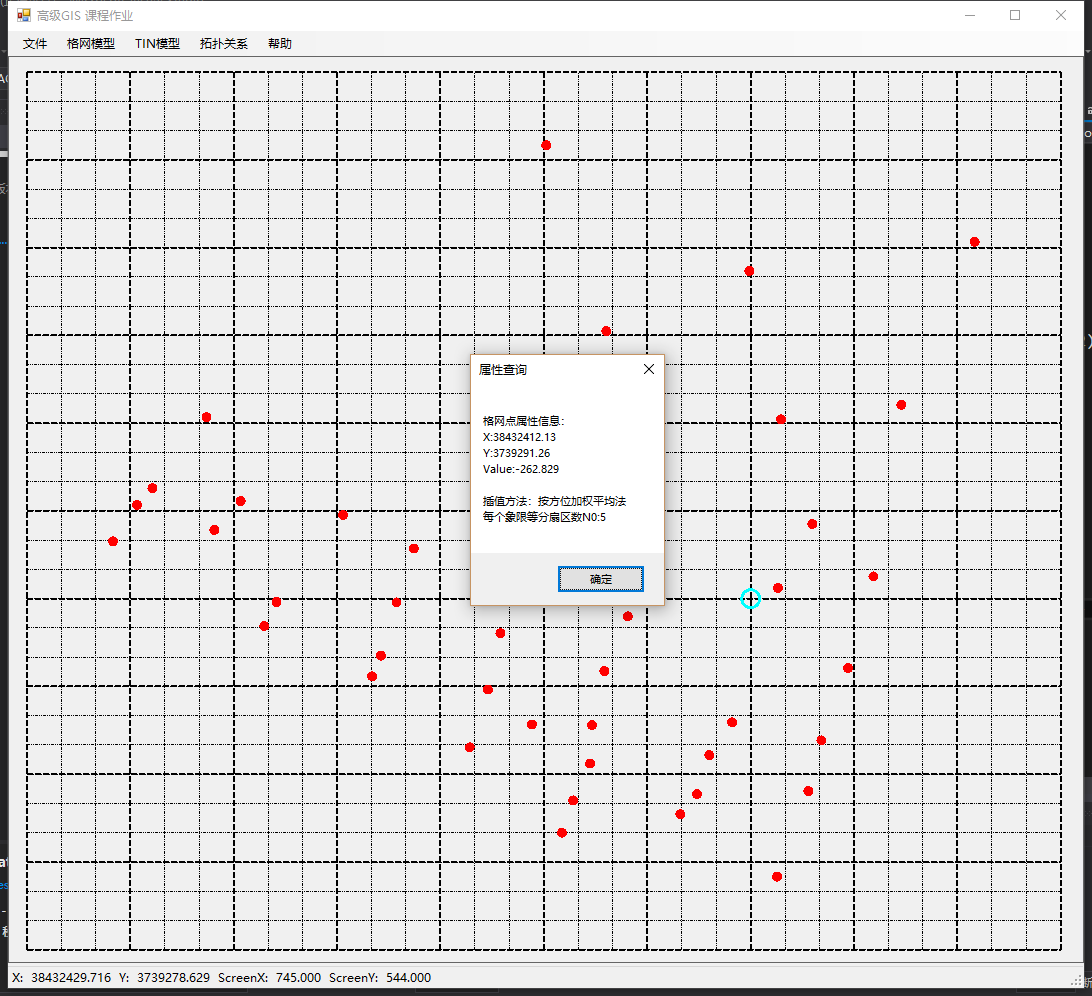 高级GIS 课程作业
文件 格网模型 TIN模型 拓扑关系 帮助
属性查询
格网点属性信息：
X:38432412.13
Y:3739291.26
Value:-262.829
插值方法：按方位加权平均法
每个象限等分扇区数N0:5
确定
X: 38432429.716 Y: 3739278.629 ScreenX: 745.000 ScreenY: 544.000